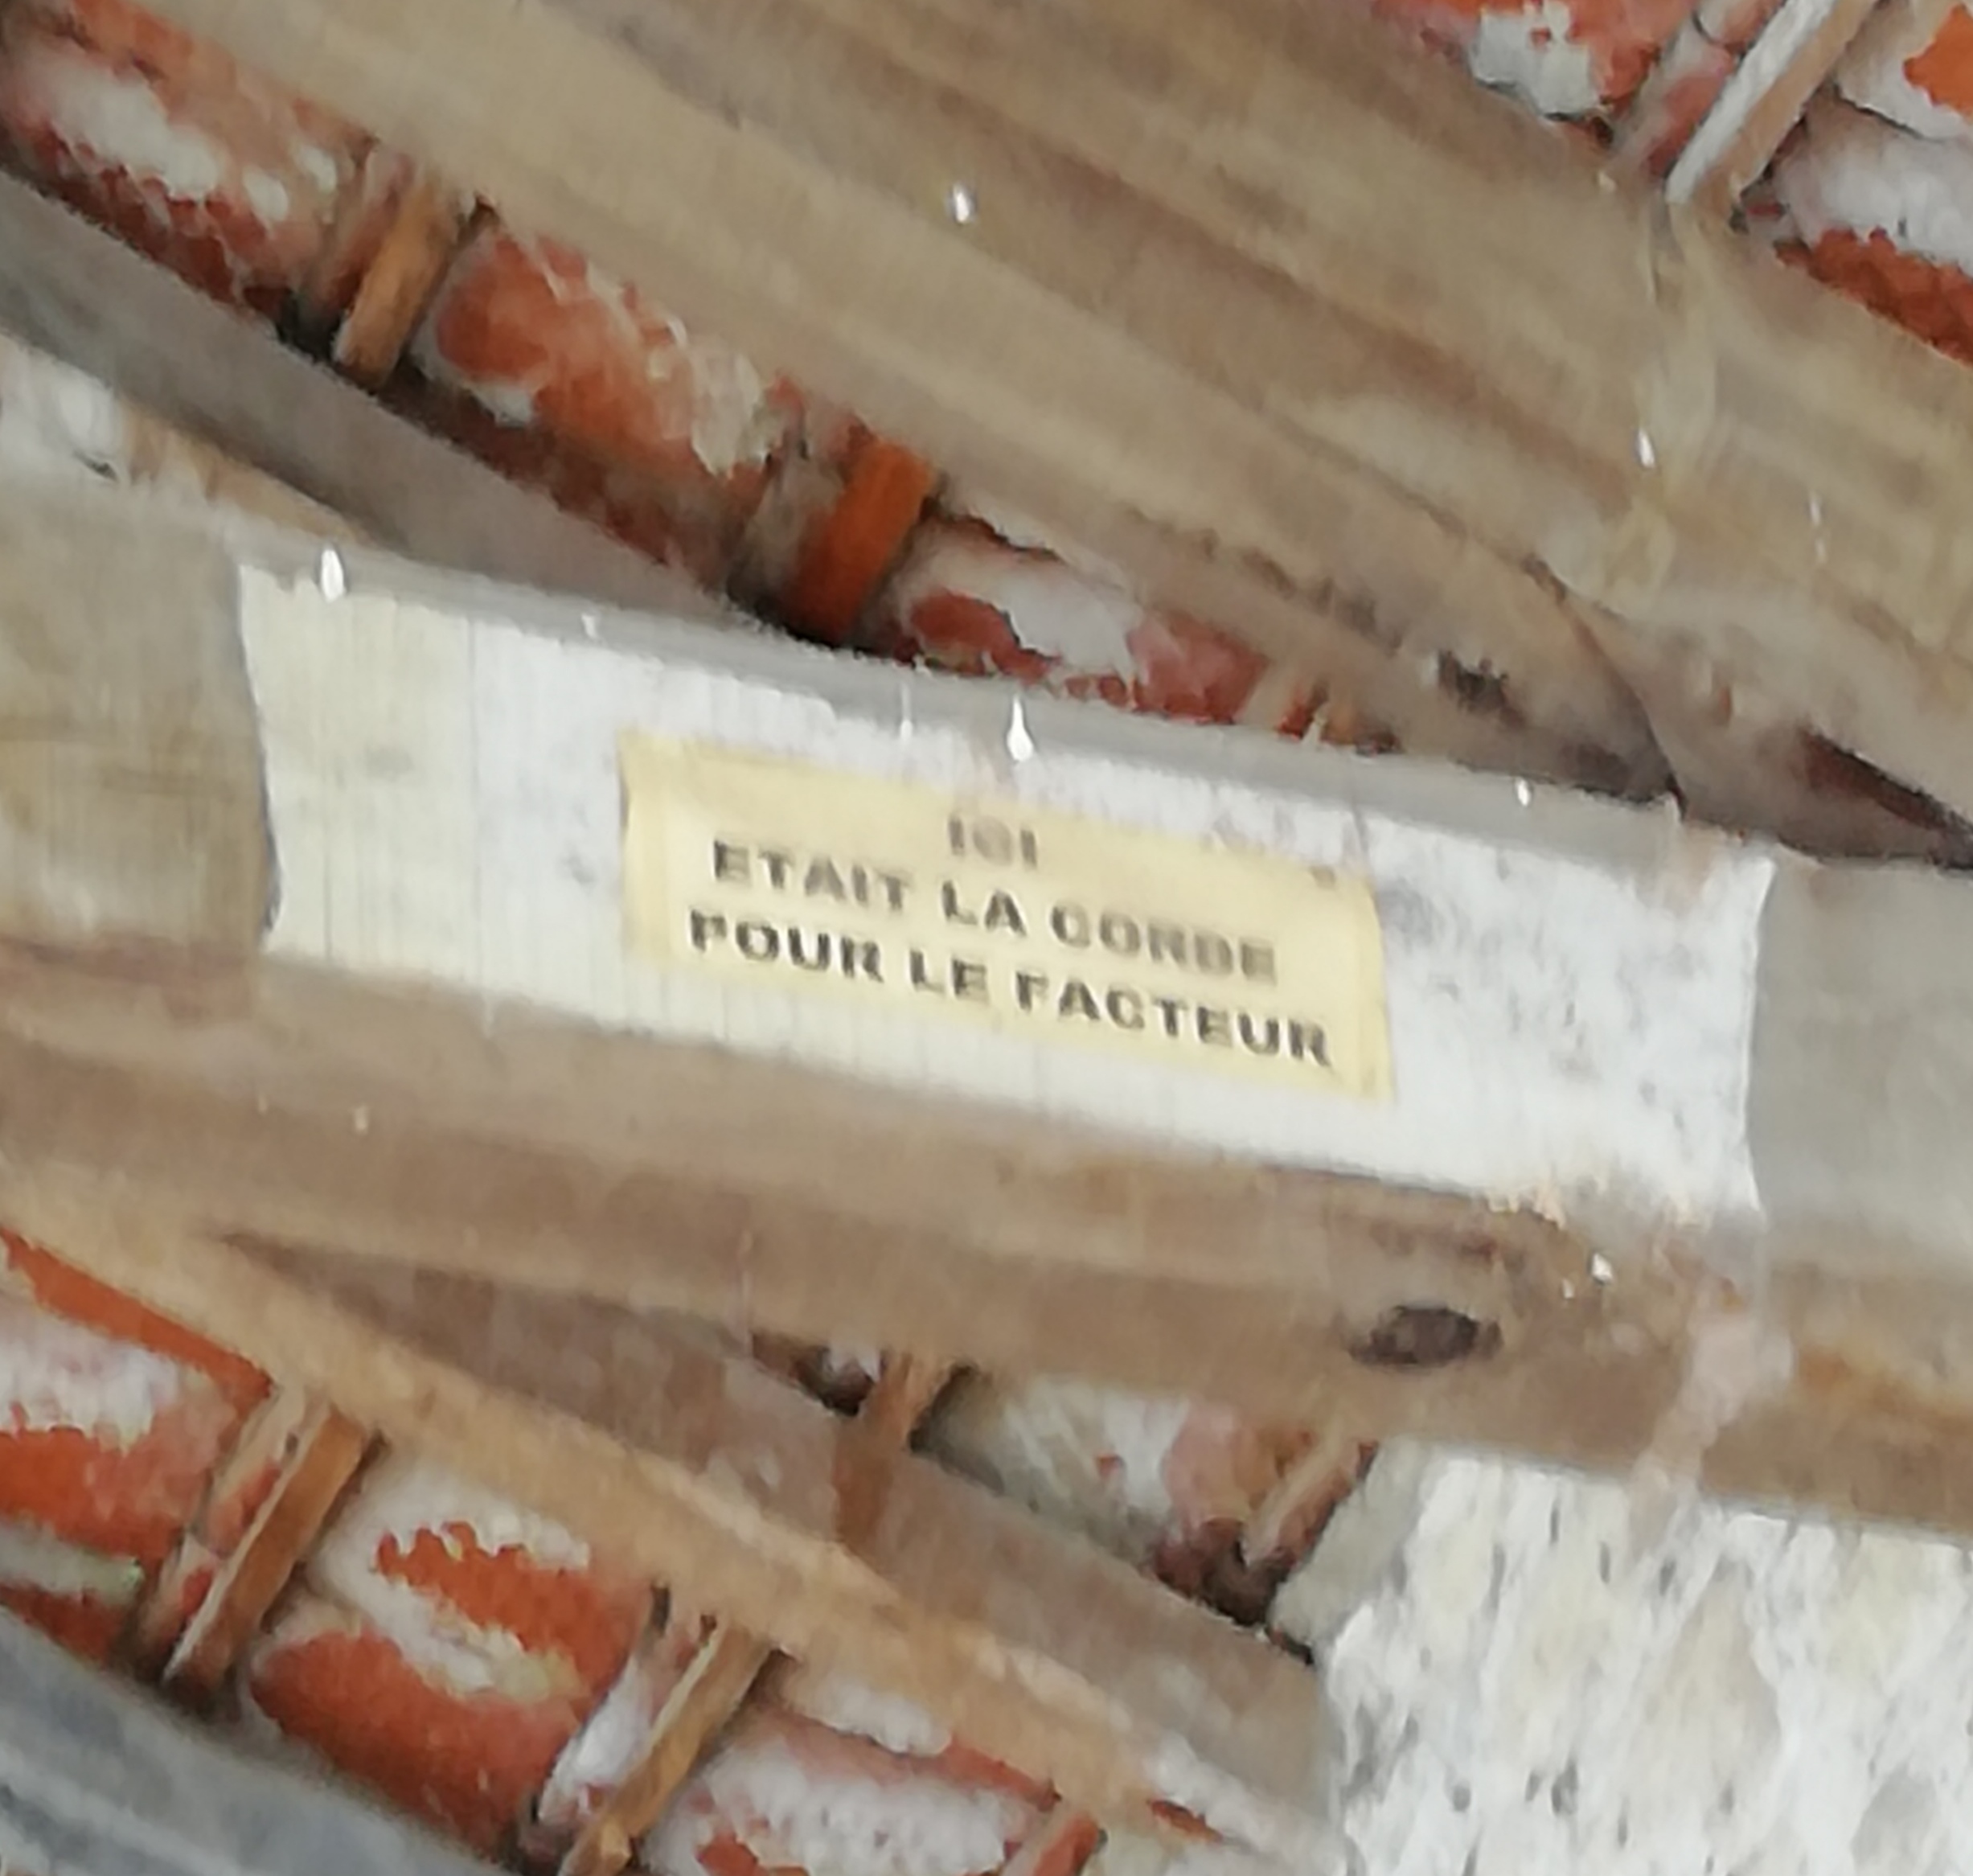 ICI
ETAIT LA CORDE
POUR LE FACTEUR